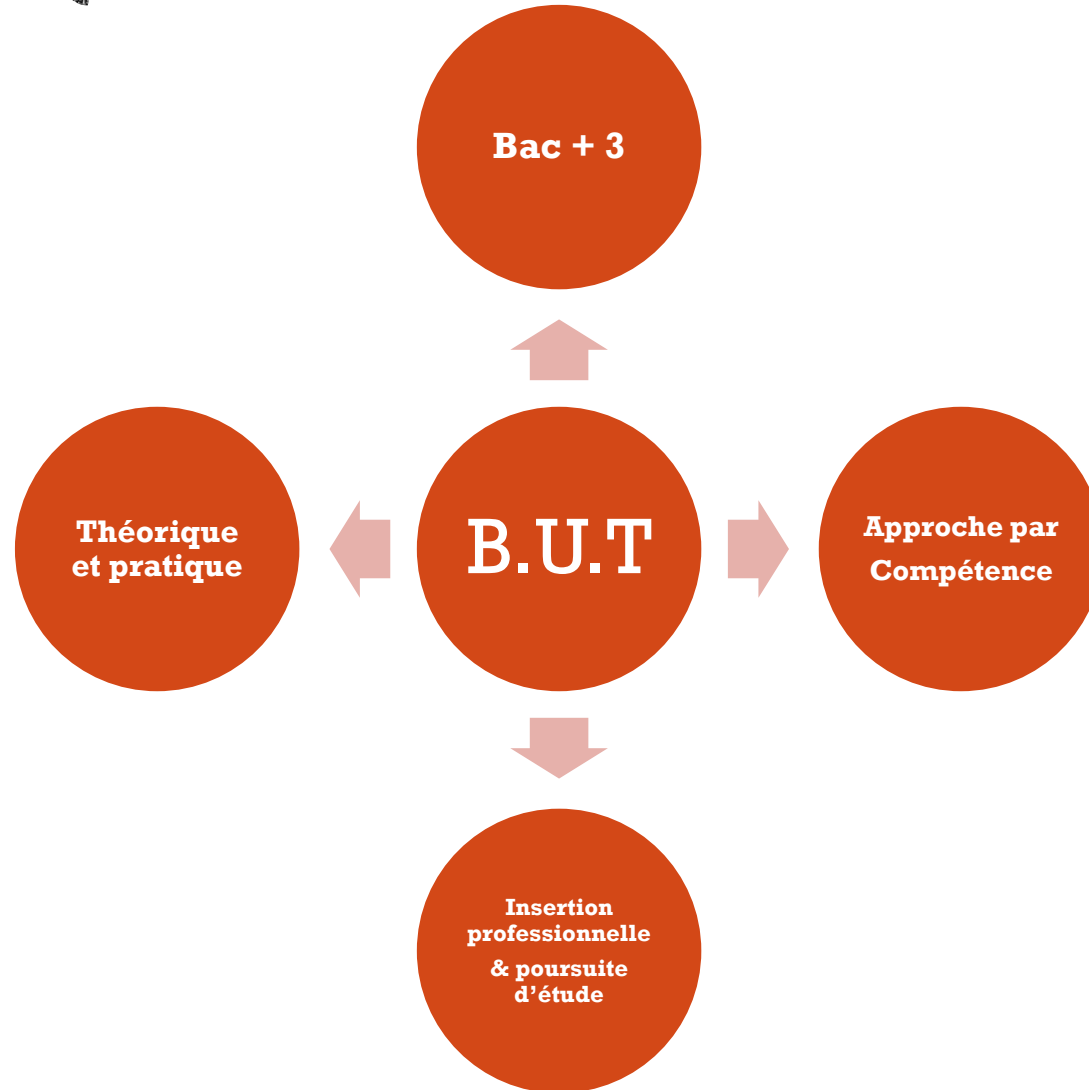 Bac + 3
Théorique
et pratique
B.U.T
Approche par
Compétence
Insertion
professionnelle
& poursuite
d’étude